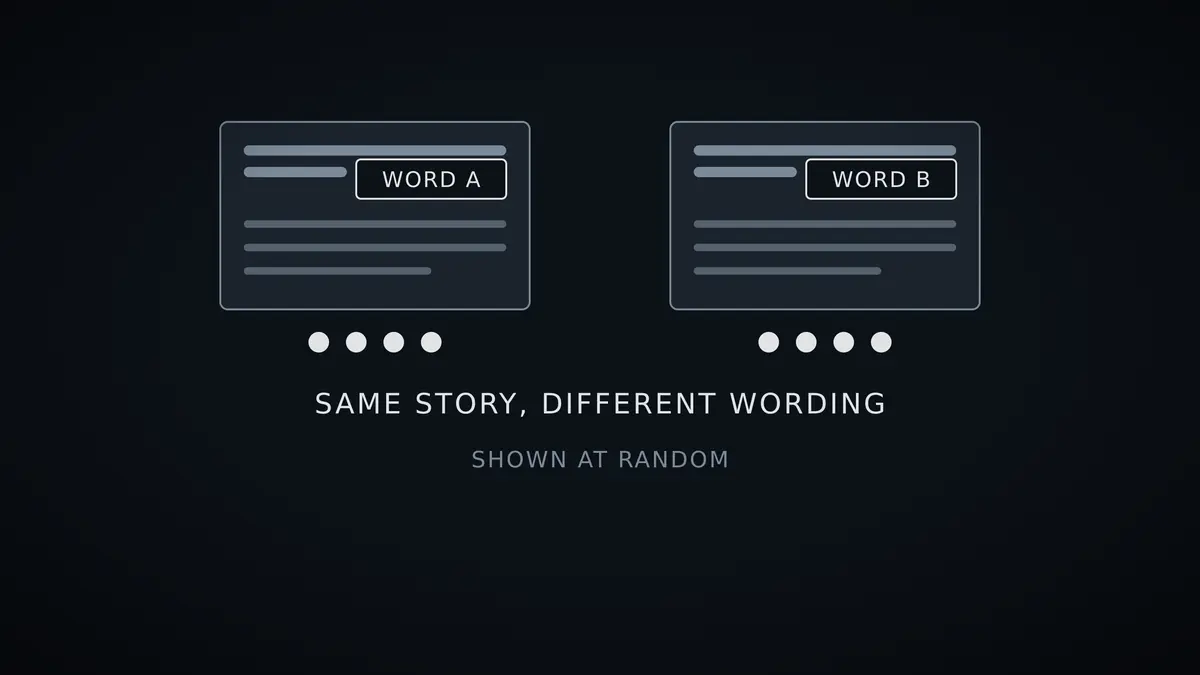 WORD A
WORD B
SAME STORY, DIFFERENT WORDING
SHOWN AT RANDOM